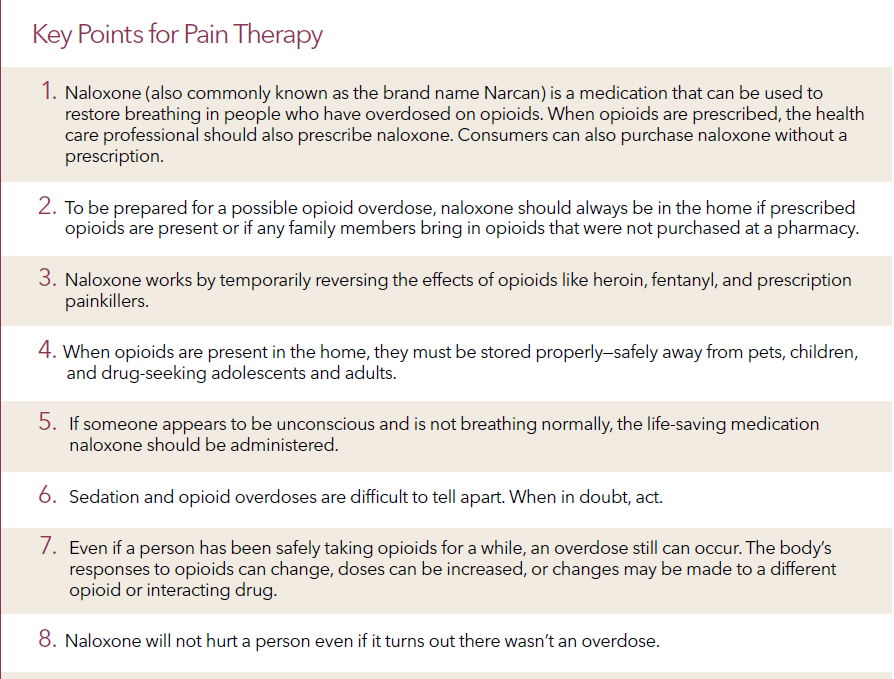 Key Points for Pain Therapy
1. Naloxone (also commonly known as the brand name Narcan) is a medication that can be used to
restore breathing in people who have overdosed on opioids. When opioids are prescribed, the health
care professional should also prescribe naloxone. Consumers can also purchase naloxone without a
prescription.
2. To be prepared for a possible opioid overdose, naloxone should always be in the home if prescribed
opioids are present or if any family members bring in opioids that were not purchased at a pharmacy.
3. Naloxone works by temporarily reversing the effects of opioids like heroin, fentanyl, and prescription
painkillers.
4. When opioids are present in the home, they must be stored properly—safely away from pets, children,
and drug-seeking adolescents and adults.
5. If someone appears to be unconscious and is not breathing normally, the life-saving medication
naloxone should be administered.
6. Sedation and opioid overdoses are difficult to tell apart. When in doubt, act.
7. Even if a person has been safely taking opioids for a while, an overdose still can occur. The body's
responses to opioids can change, doses can be increased, or changes may be made to a different
opioid or interacting drug.
8. Naloxone will not hurt a person even if it turns out there wasn't an overdose.